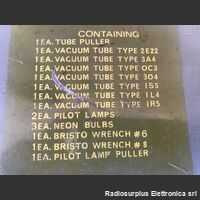 CONTAINING
1EA. TUBE PULLER
1EA. VACUUM TUBE TYPE 2E22
1EA. VACUUM TUBE TYPE 3A4
1EA. VACUUM TUBE TYPE 0C3
1EA. VACUUM TUBE TYPE 3Q4
1EA. VACUUM TUBE TYPE 1S5
1EA. VACUUM TUBE TYPE 1L4
1EA. VACUUM TUBE TYPE 1R5
2EA. PILOT LAMPS
3EA. NEON BULBS
1EA. BRISTO WRENCH #6
1EA. BRISTO WRENCH #8
1EA. PILOT LAMP PULLER
Radiosurplus Elettronica srl